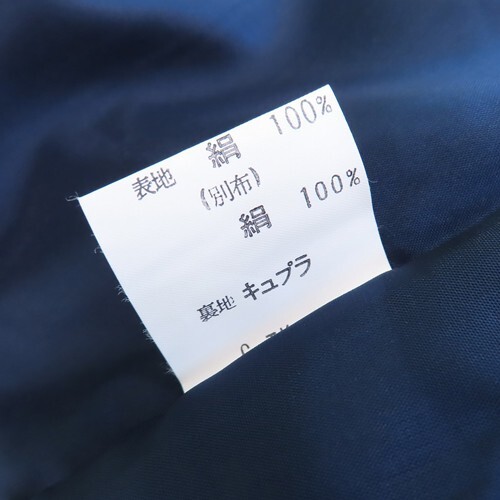 表地 絹 100%
(別布)
絹 100%
裏地 キュプラ